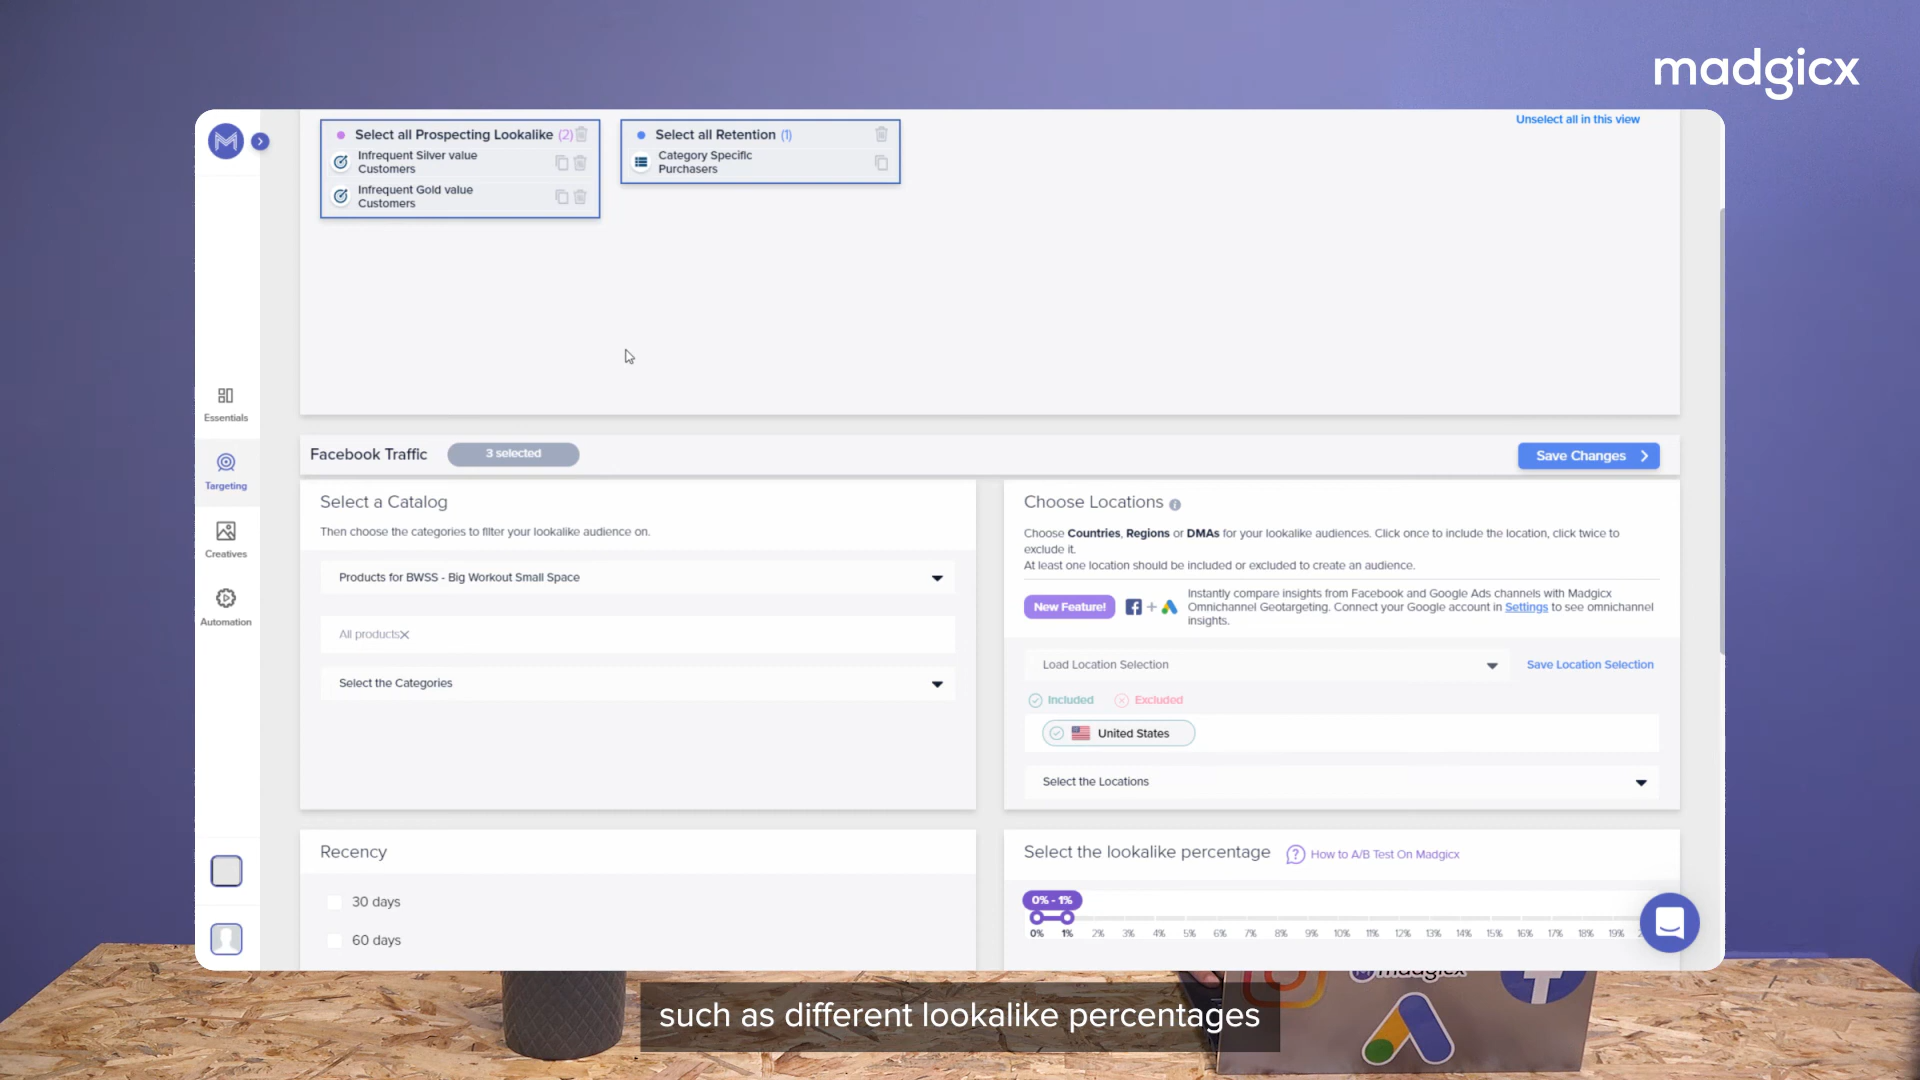 madgicx
Unselect all in this view
Select all Prospecting Lookalike (2)
Infrequent Silver value
Customers
Infrequent Gold value
Customers
Select all Retention (1)
Category Specific
Purchasers
Essentials
Targeting
Creatives
Automation
Facebook Traffic
3 selected
Save Changes
Select a Catalog
Then choose the categories to filter your lookalike audience on.
Products for BWSS - Big Workout Small Space
All products
Select the Categories
Choose Locations
Choose Countries, Regions or DMAs for your lookalike audiences. Click once to include the location, click twice to
exclude it.
At least one location should be included or excluded to create an audience.
New Feature!
Instantly compare insights from Facebook and Google Ads channels with Madgicx
Omnichannel Geotargeting. Connect your Google account in Settings to see omnichannel
insights.
Load Location Selection
Save Location Selection
Included
Excluded
United States
Select the Locations
Recency
30 days
60 days
Select the lookalike percentage
How to A/B Test On Madgicx
0% - 1%
0% 1% 2% 3% 4% 5% 6% 7% 8% 9% 10% 11% 12% 13% 14% 15% 16% 17% 18% 19%
madgicx
such as different lookalike percentages